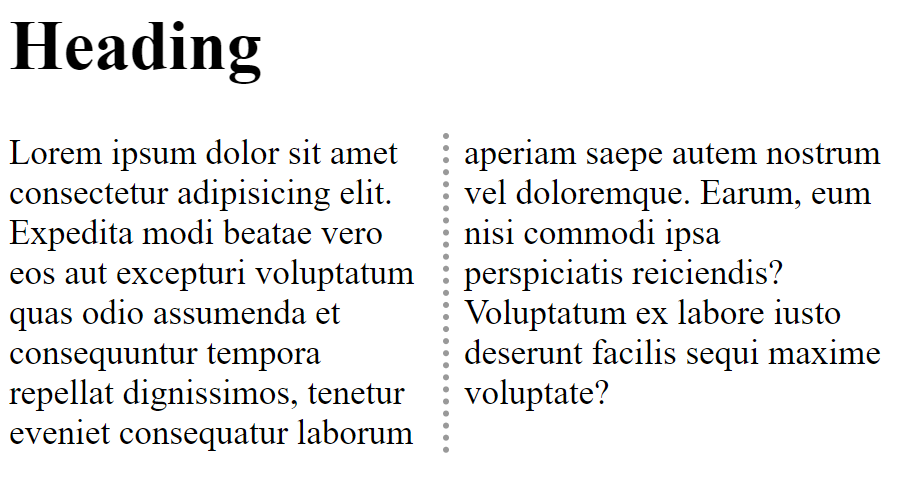 Heading
Lorem ipsum dolor sit amet
consectetur adipisicing elit.
Expedita modi beatae vero
eos aut excepturi voluptatum
quas odio assumenda et
consequuntur tempora
repellat dignissimos, tenetur
eveniet consequatur laborum
aperiam saepe autem nostrum
vel doloremque. Earum, eum
nisi commodi ipsa
perspiciatis reiciendis?
Voluptatum ex labore iusto
deserunt facilis sequi maxime
voluptate?